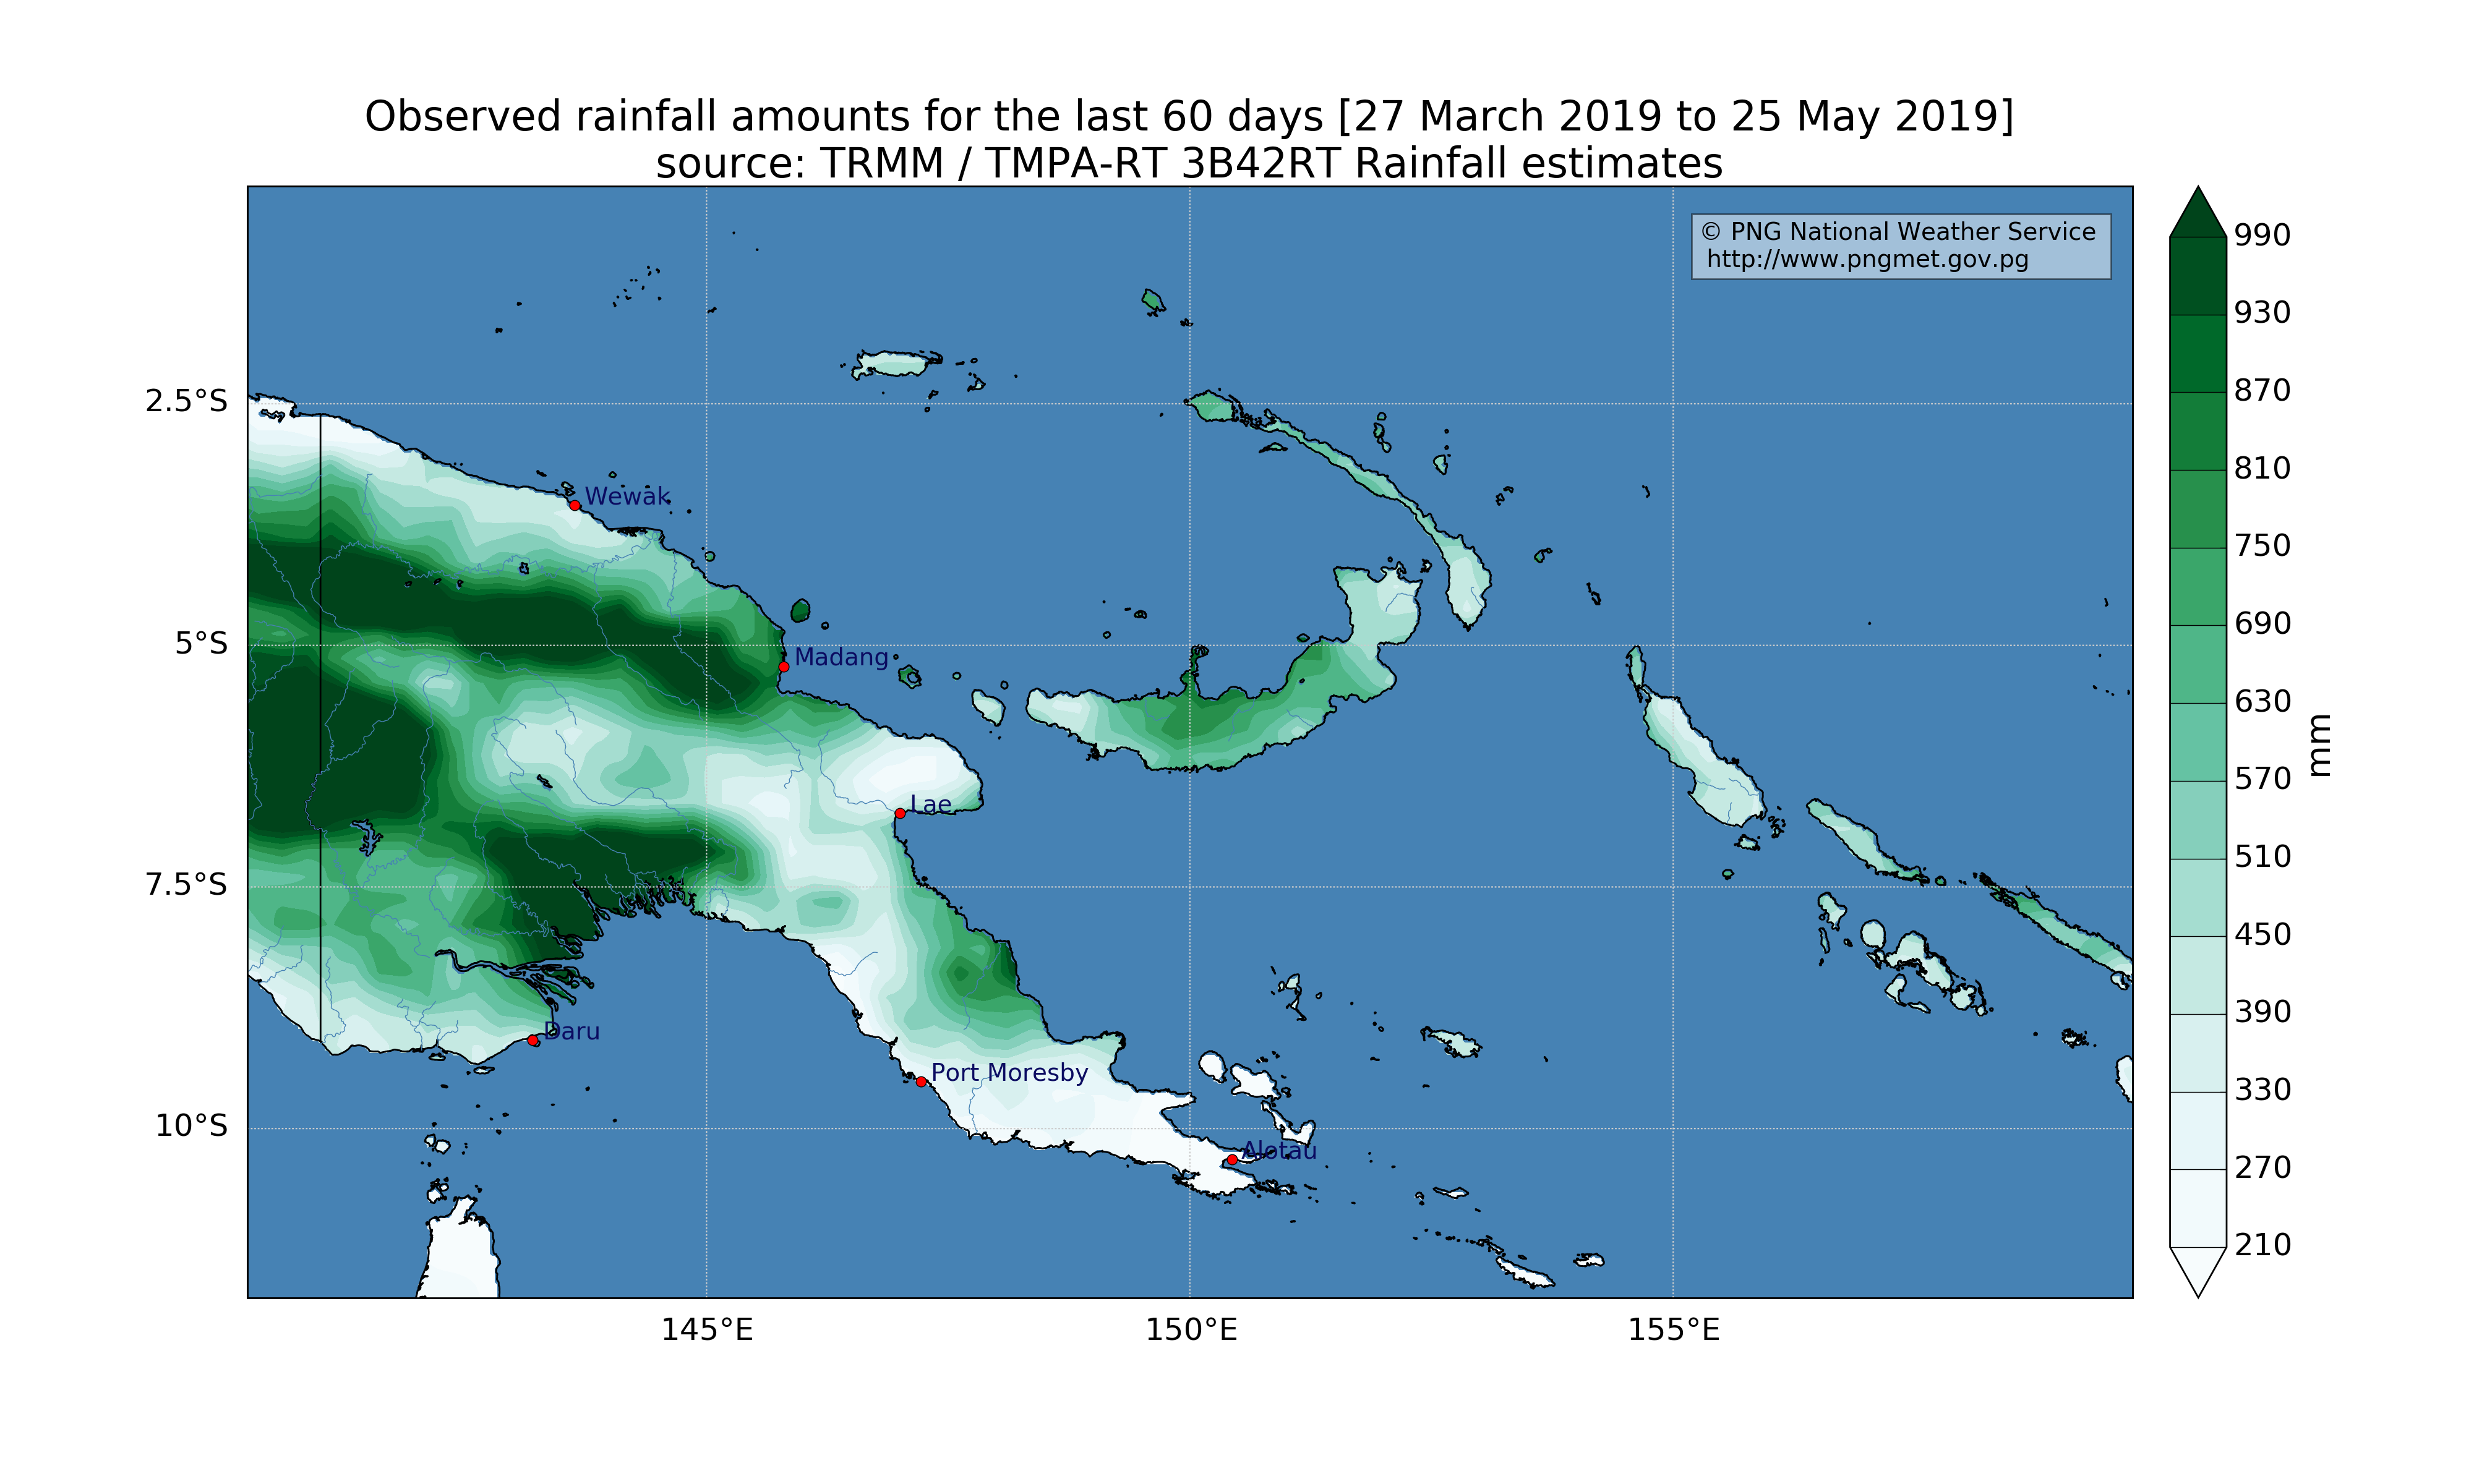 Observed rainfall amounts for the last 60 days [27 March 2019 to 25 May 2019]
source: TRMM / TMPA-RT 3B42RT Rainfall estimates
© PNG National Weather Service
http://www.pngmet.gov.pg
2.5°S
5°S
7.5°S
10°S
Wewak
Madang
Lae
Daru
Port Moresby
Alotau
145°E
150°E
155°E
990
930
870
810
750
690
630
570
510
450
390
330
270
210
mm